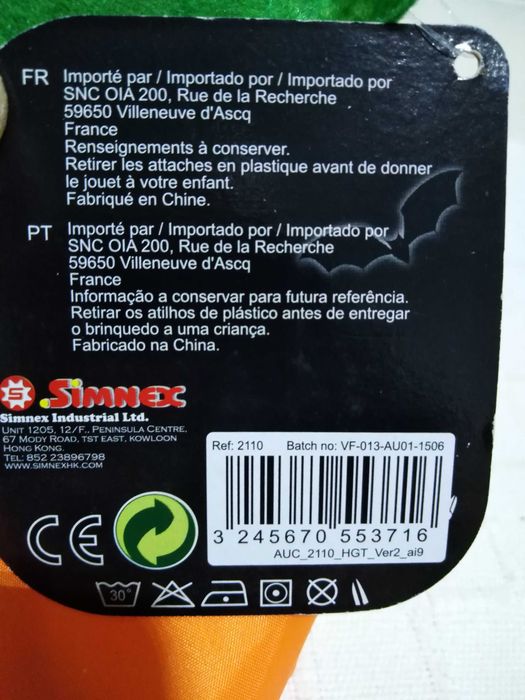 FR Importé par / Importado por / Importado por
SNC OIA 200, Rue de la Recherche
59650 Villeneuve d'Ascq
France
Renseignements à conserver.
Retirer les attaches en plastique avant de donner
le jouet à votre enfant.
Fabriqué en Chine.
PT Importé par / Importado por / Importado por
SNC OIA 200, Rue de la Recherche
59650 Villeneuve d'Ascq
France
Informação a conservar para futura referência.
Retirar os atilhos de plástico antes de entregar
o brinquedo a uma criança.
Fabricado na China.
S SIMNEX
Simnex Industrial Ltd.
UNIT 1205, 12/F., PENINSULA CENTRE,
67 MODY ROAD, TST EAST, KOWLOON
HONG KONG.
TEL: 852 23896798
WWW.SIMNEXHK.COM
Ref: 2110 Batch no: VF-013-AU01-1506
3 245670 553716
AUC_2110_HGT_Ver2_ai9
CE
30°